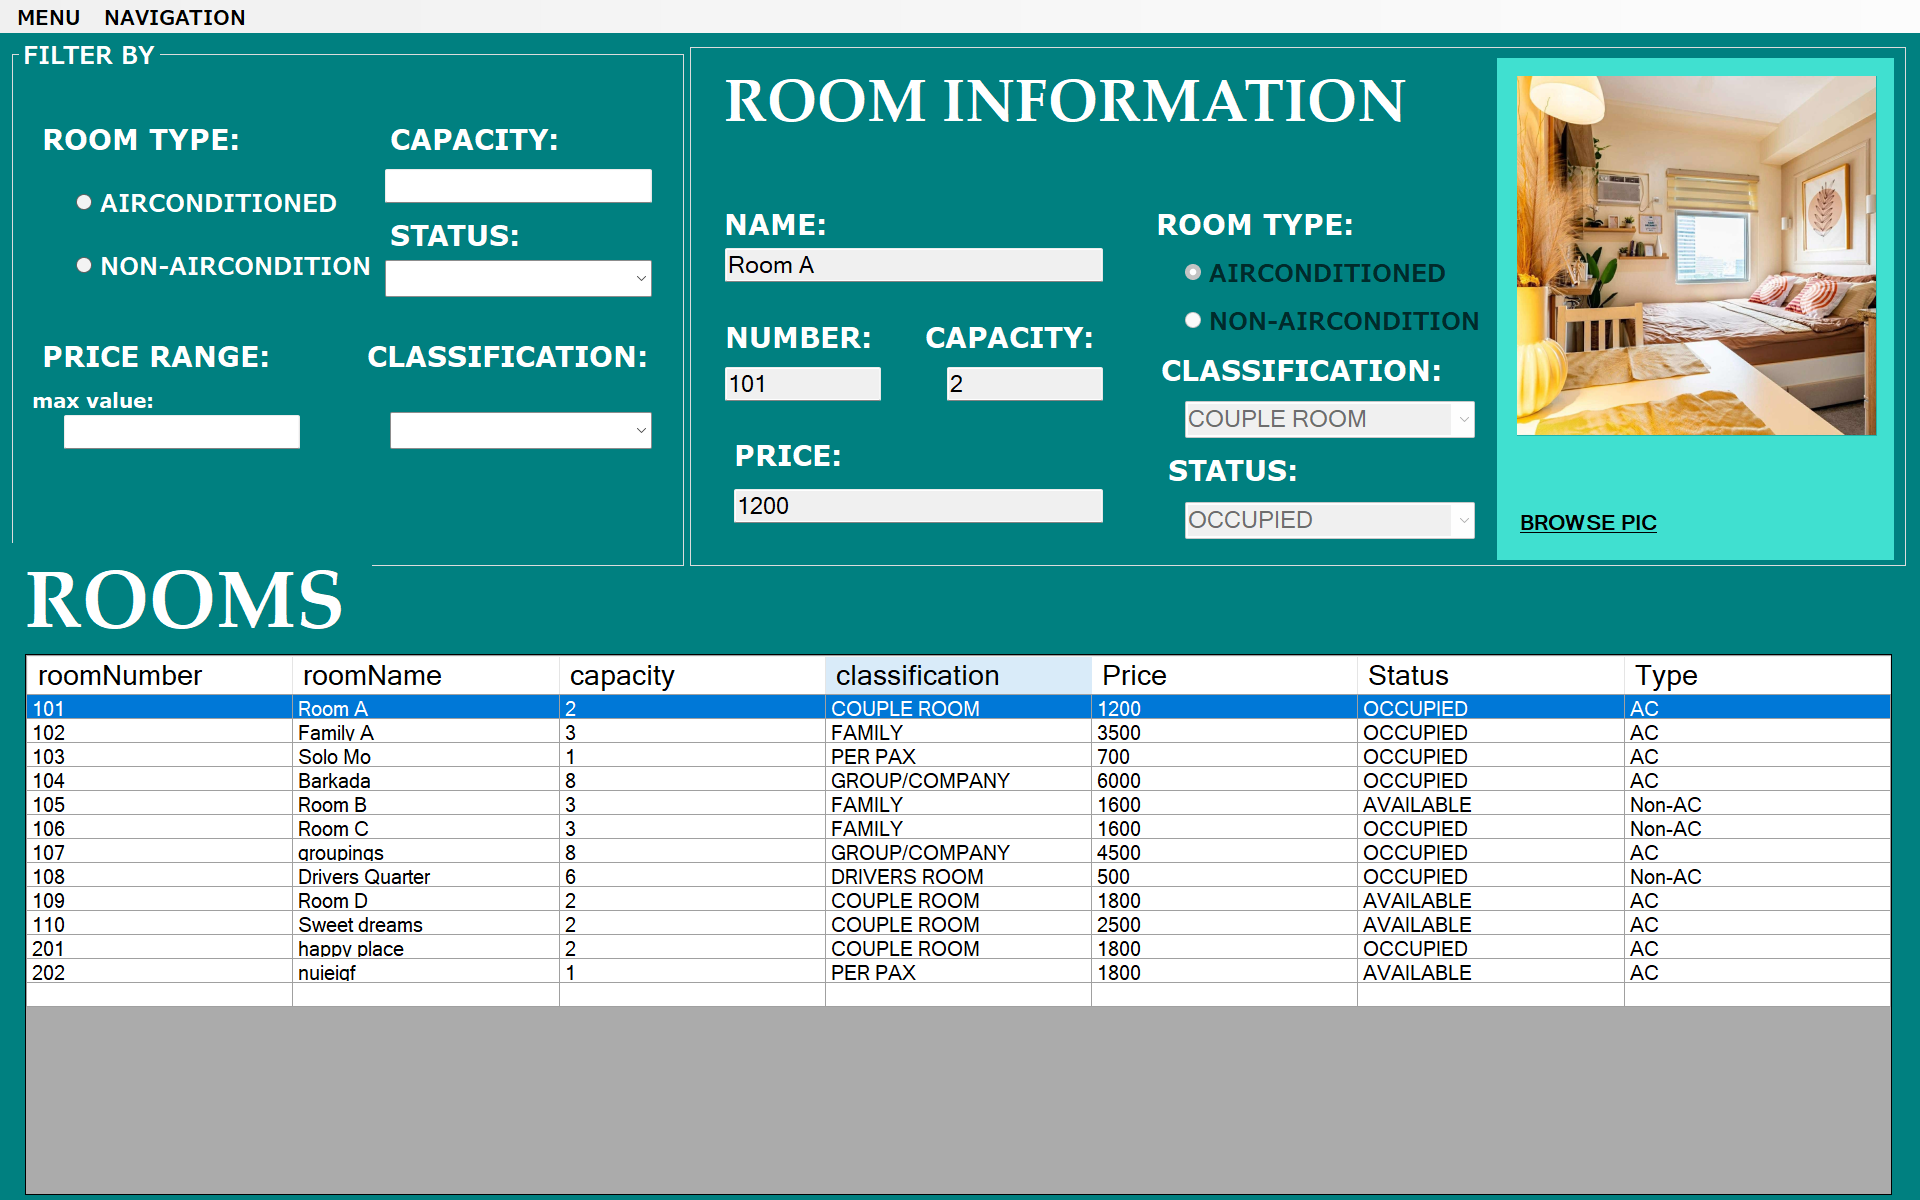 MENU NAVIGATION
FILTER BY
ROOM TYPE:
AIRCONDITIONED
NON-AIRCONDITION
CAPACITY:
STATUS:
PRICE RANGE:
max value:
CLASSIFICATION:
ROOM INFORMATION
NAME:
Room A
NUMBER:
101
CAPACITY:
2
PRICE:
1200
ROOM TYPE:
AIRCONDITIONED
NON-AIRCONDITION
CLASSIFICATION:
COUPLE ROOM
STATUS:
OCCUPIED
BROWSE PIC
ROOMS
roomNumber roomName capacity classification Price Status Type
101 Room A 2 COUPLE ROOM 1200 OCCUPIED AC
102 Family A 3 FAMILY 3500 OCCUPIED AC
103 Solo Mo 1 PER PAX 700 OCCUPIED AC
104 Barkada 8 GROUP/COMPANY 6000 OCCUPIED AC
105 Room B 3 FAMILY 1600 AVAILABLE Non-AC
106 Room C 3 FAMILY 1600 OCCUPIED Non-AC
107 groupings 8 GROUP/COMPANY 4500 OCCUPIED AC
108 Drivers Quarter 6 DRIVERS ROOM 500 OCCUPIED Non-AC
109 Room D 2 COUPLE ROOM 1800 AVAILABLE AC
110 Sweet dreams 2 COUPLE ROOM 2500 AVAILABLE AC
201 happy place 2 COUPLE ROOM 1800 OCCUPIED AC
202 1 PER PAX 1800 AVAILABLE AC